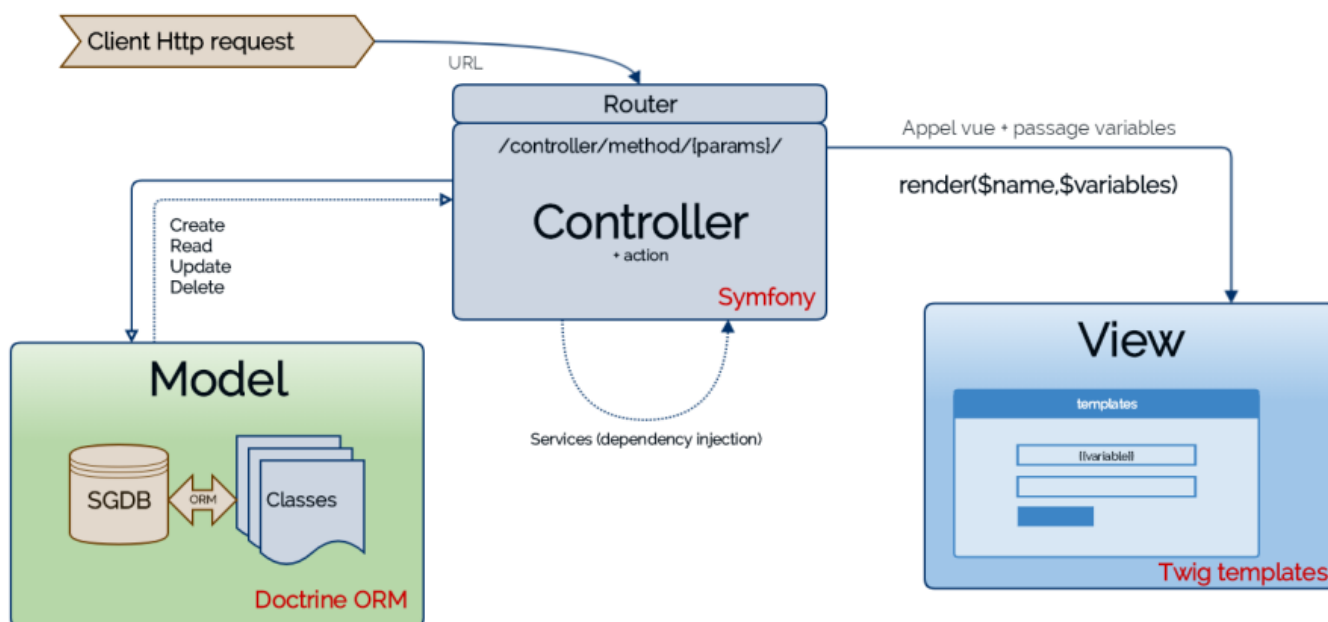 Client Http request
URL
Router
/controller/method/{params}/
Controller
+ action
Symfony
Appel vue + passage variables
render($name,$variables)
Create
Read
Update
Delete
Services (dependency injection)
Model
SGDB
ORM
Classes
Doctrine ORM
View
templates
{{variable}}
Twig templates